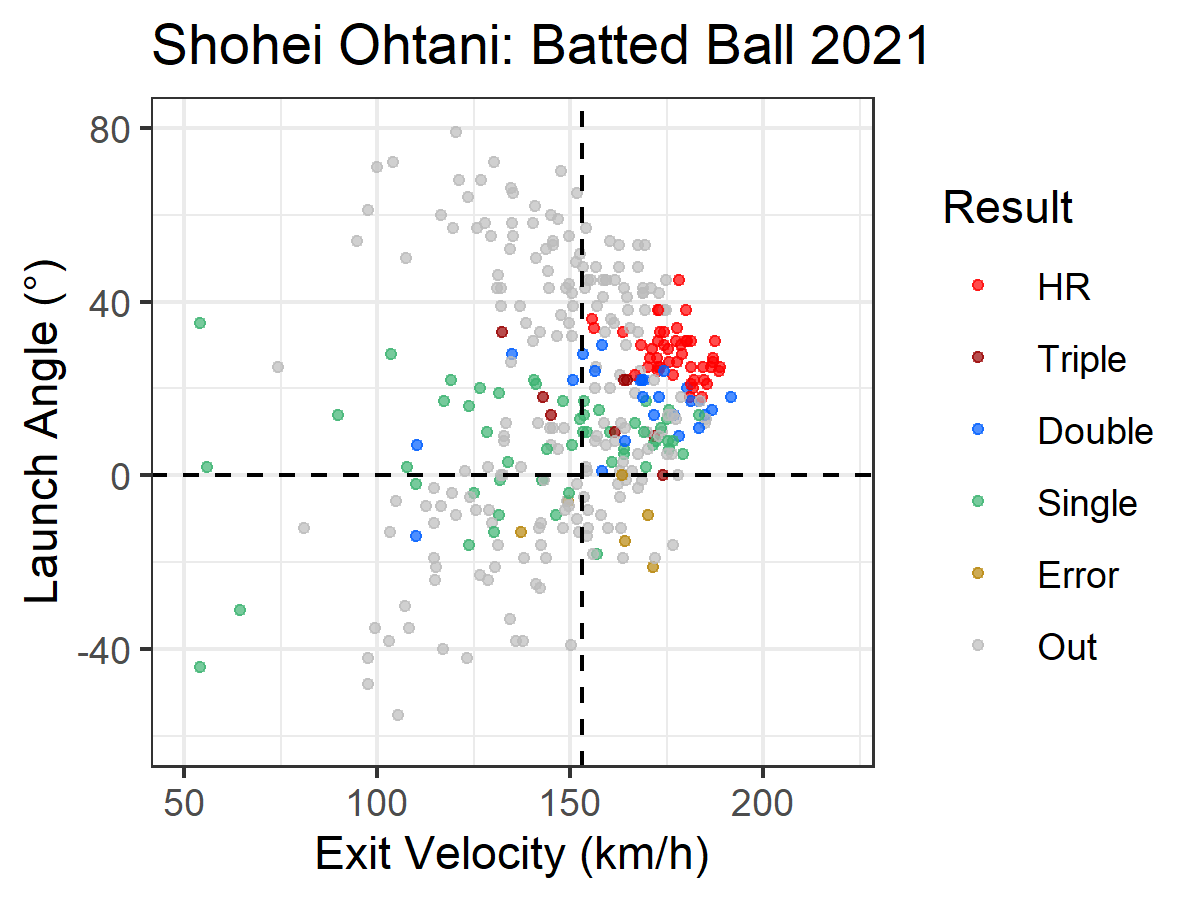 Shohei Ohtani: Batted Ball 2021
Launch Angle (°)
80
40
0
-40
50 100 150 200
Exit Velocity (km/h)
Result
HR
Triple
Double
Single
Error
Out